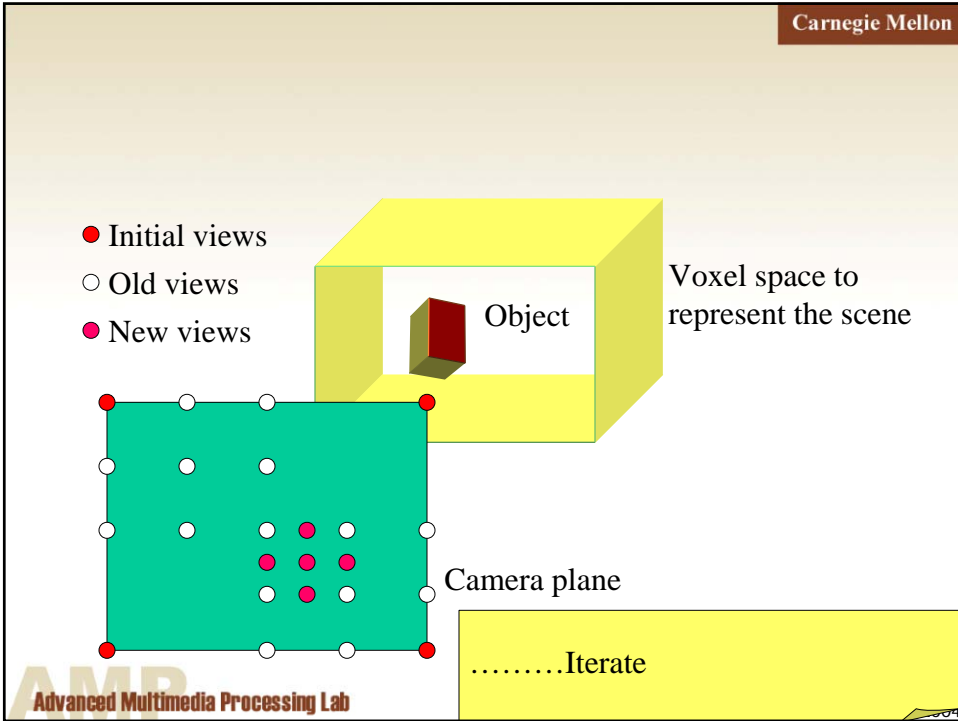 Carnegie Mellon
Initial views
Old views
New views
Object
Voxel space to
represent the scene
Camera plane
………Iterate
AMP
Advanced Multimedia Processing Lab